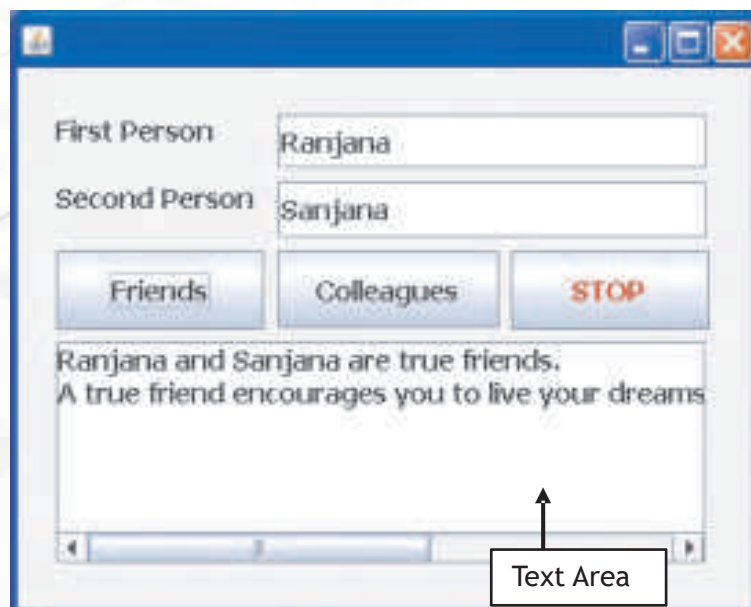 First Person
Ranjana
Second Person
Sanjana
Friends
Colleagues
STOP
Ranjana and Sanjana are true friends.
A true friend encourages you to live your dreams
Text Area